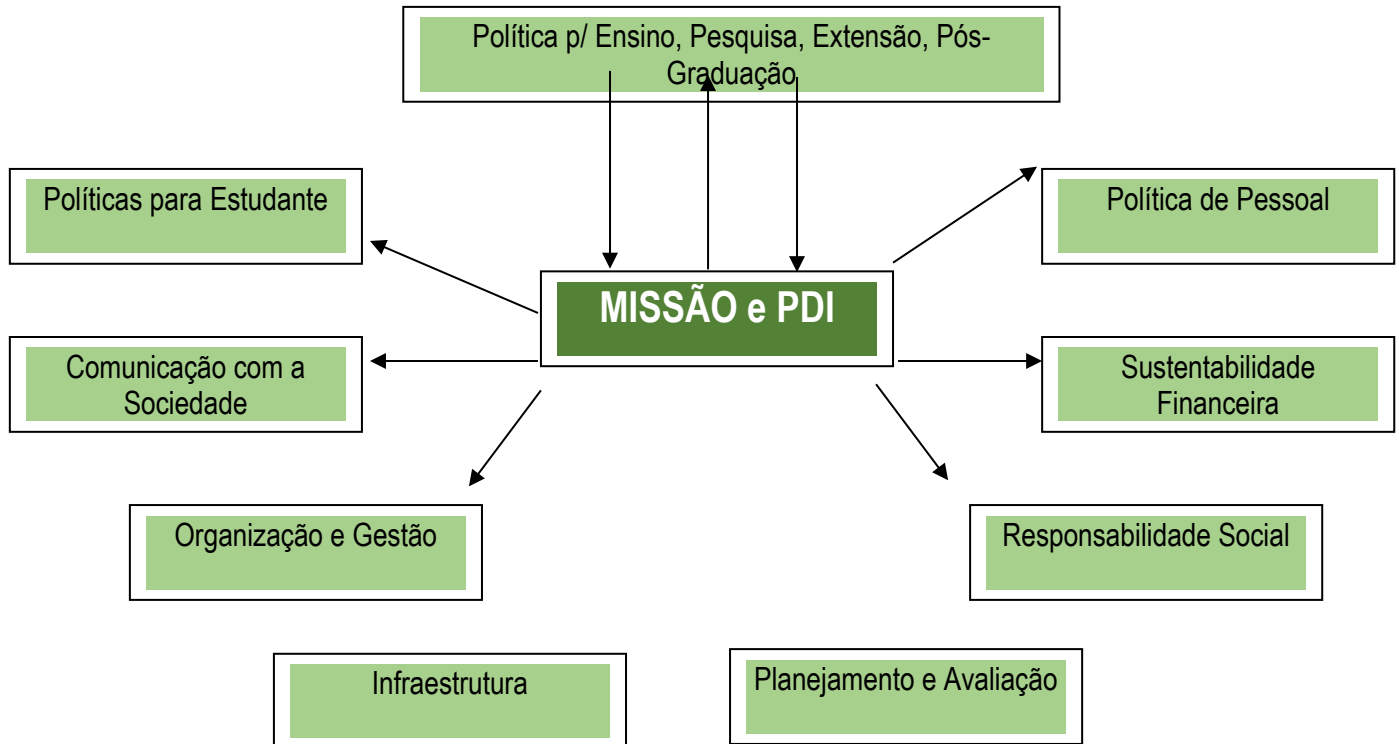 Política p/ Ensino, Pesquisa, Extensão, Pós-
Graduação
Políticas para Estudante
Política de Pessoal
MISSÃO e PDI
Comunicação com a
Sociedade
Sustentabilidade
Financeira
Organização e Gestão
Responsabilidade Social
Infraestrutura
Planejamento e Avaliação